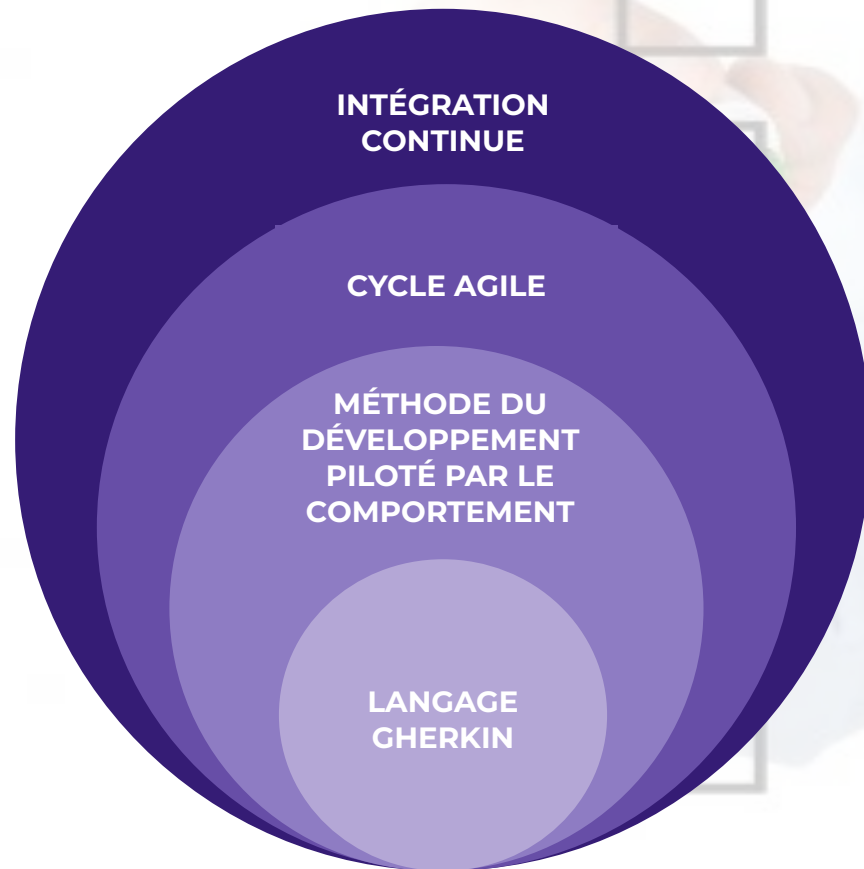 INTÉGRATION
CONTINUE
CYCLE AGILE
MÉTHODE DU
DÉVELOPPEMENT
PILOTÉ PAR LE
COMPORTEMENT
LANGAGE
GHERKIN